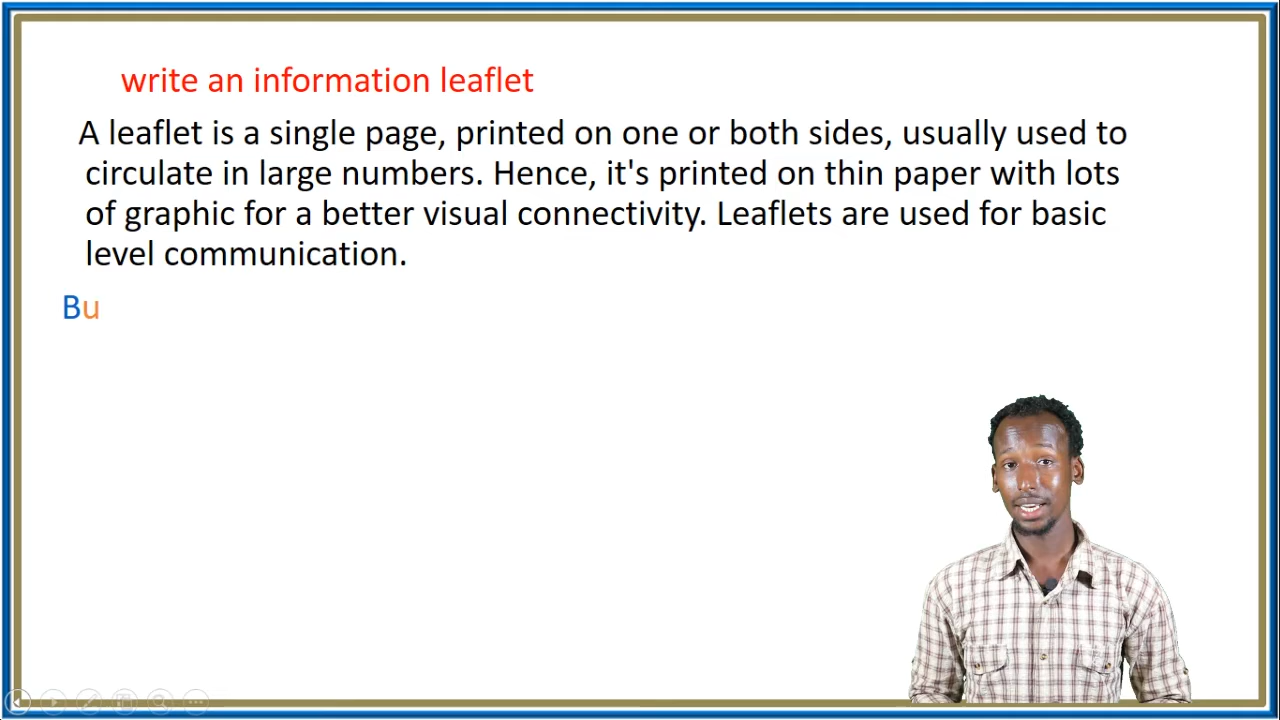 write an information leaflet
A leaflet is a single page, printed on one or both sides, usually used to
circulate in large numbers. Hence, it's printed on thin paper with lots
of graphic for a better visual connectivity. Leaflets are used for basic
level communication.
Bu